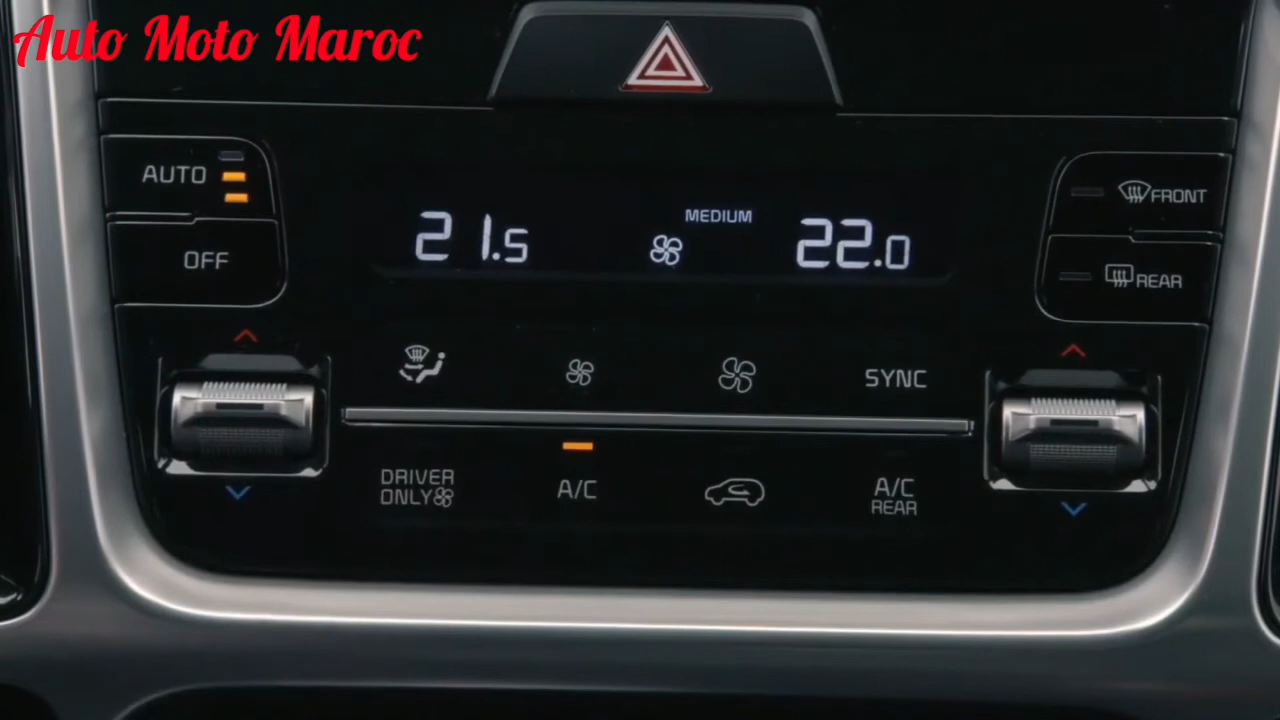 Auto Moto Maroc
AUTO
OFF
21.5
MEDIUM
22.0
FRONT
REAR
SYNC
DRIVER
ONLY
A/C
A/C
REAR